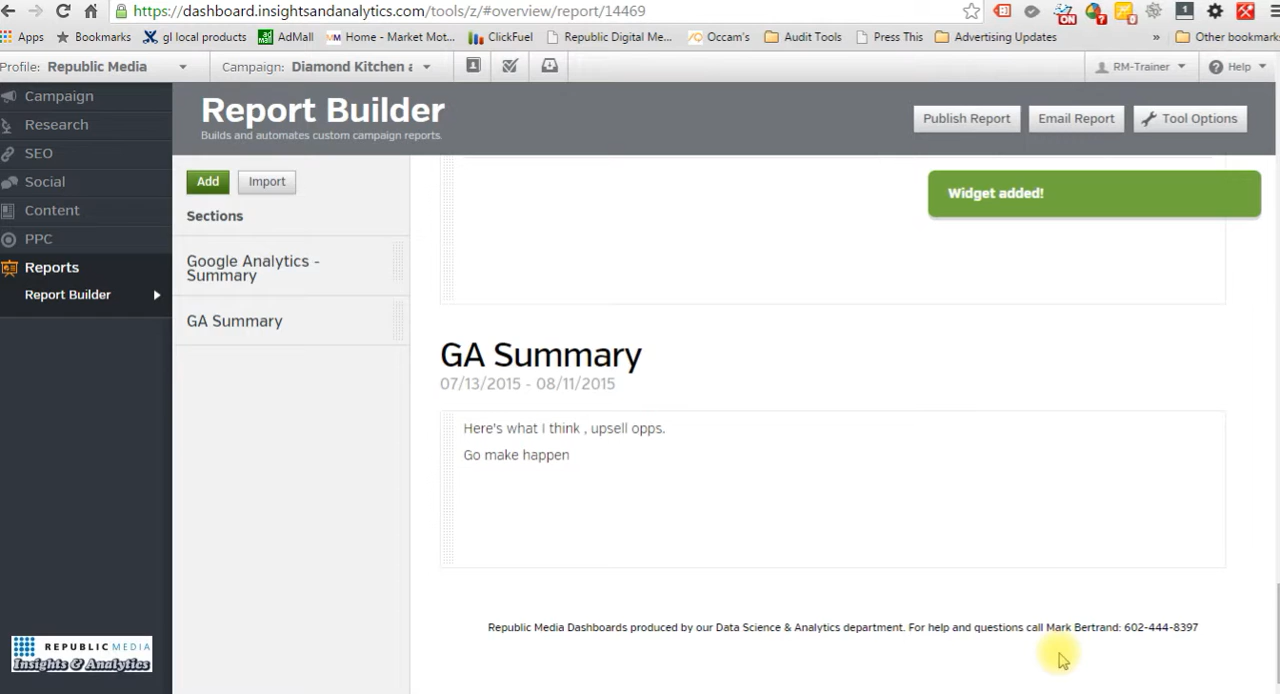 https://dashboard.insightsandanalytics.com/tools/z/#overview/report/14469
ON
?
0
1
Apps Bookmarks gl local products AdMall Home - Market Mot... ClickFuel Republic Digital Me... Occam's Audit Tools Press This Advertising Updates » Other bookmarks
Profile: Republic Media Campaign: Diamond Kitchen a RM-Trainer Help
Campaign
Research
SEO
Social
Content
PPC
Reports
Report Builder
REPUBLIC MEDIA
Insights & Analytics
Report Builder
Builds and automates custom campaign reports.
Publish Report Email Report Tool Options
Add Import
Sections
Google Analytics -
Summary
GA Summary
Widget added!
GA Summary
07/13/2015 - 08/11/2015
Here's what I think , upsell opps.
Go make happen
Republic Media Dashboards produced by our Data Science & Analytics department. For help and questions call Mark Bertrand: 602-444-8397